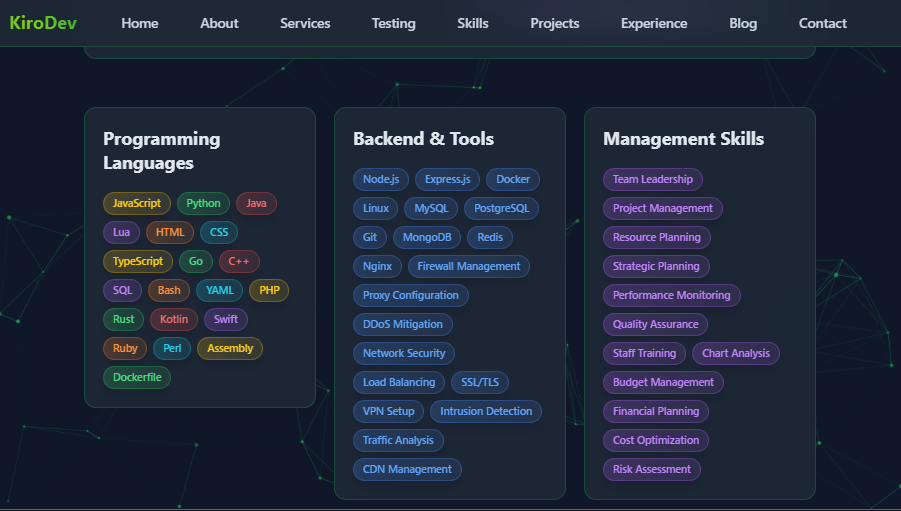 KiroDev Home About Services Testing Skills Projects Experience Blog Contact
Programming
Languages
JavaScript Python Java
Lua HTML CSS
TypeScript Go C++
SQL Bash YAML PHP
Rust Kotlin Swift
Ruby Perl Assembly
Dockerfile
Backend & Tools
Node.js Express.js Docker
Linux MySQL PostgreSQL
Git MongoDB Redis
Nginx Firewall Management
Proxy Configuration
DDoS Mitigation
Network Security
Load Balancing SSL/TLS
VPN Setup Intrusion Detection
Traffic Analysis
CDN Management
Management Skills
Team Leadership
Project Management
Resource Planning
Strategic Planning
Performance Monitoring
Quality Assurance
Staff Training Chart Analysis
Budget Management
Financial Planning
Cost Optimization
Risk Assessment